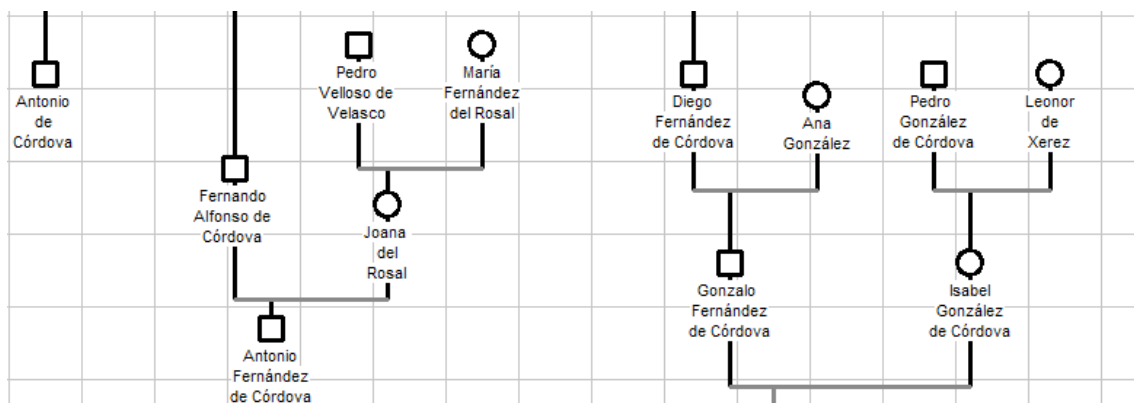 Antonio
de
Córdova
Pedro
Velloso de
Velasco
María
Fernández
del Rosal
Diego
Fernández
de Córdova
Ana
González
Pedro
González
de Córdova
Leonor
de
Xerez
Fernando
Alfonso de
Córdova
Joana
del
Rosal
Gonzalo
Fernández
de Córdova
Isabel
González
de Córdova
Antonio
Fernández
de Córdova